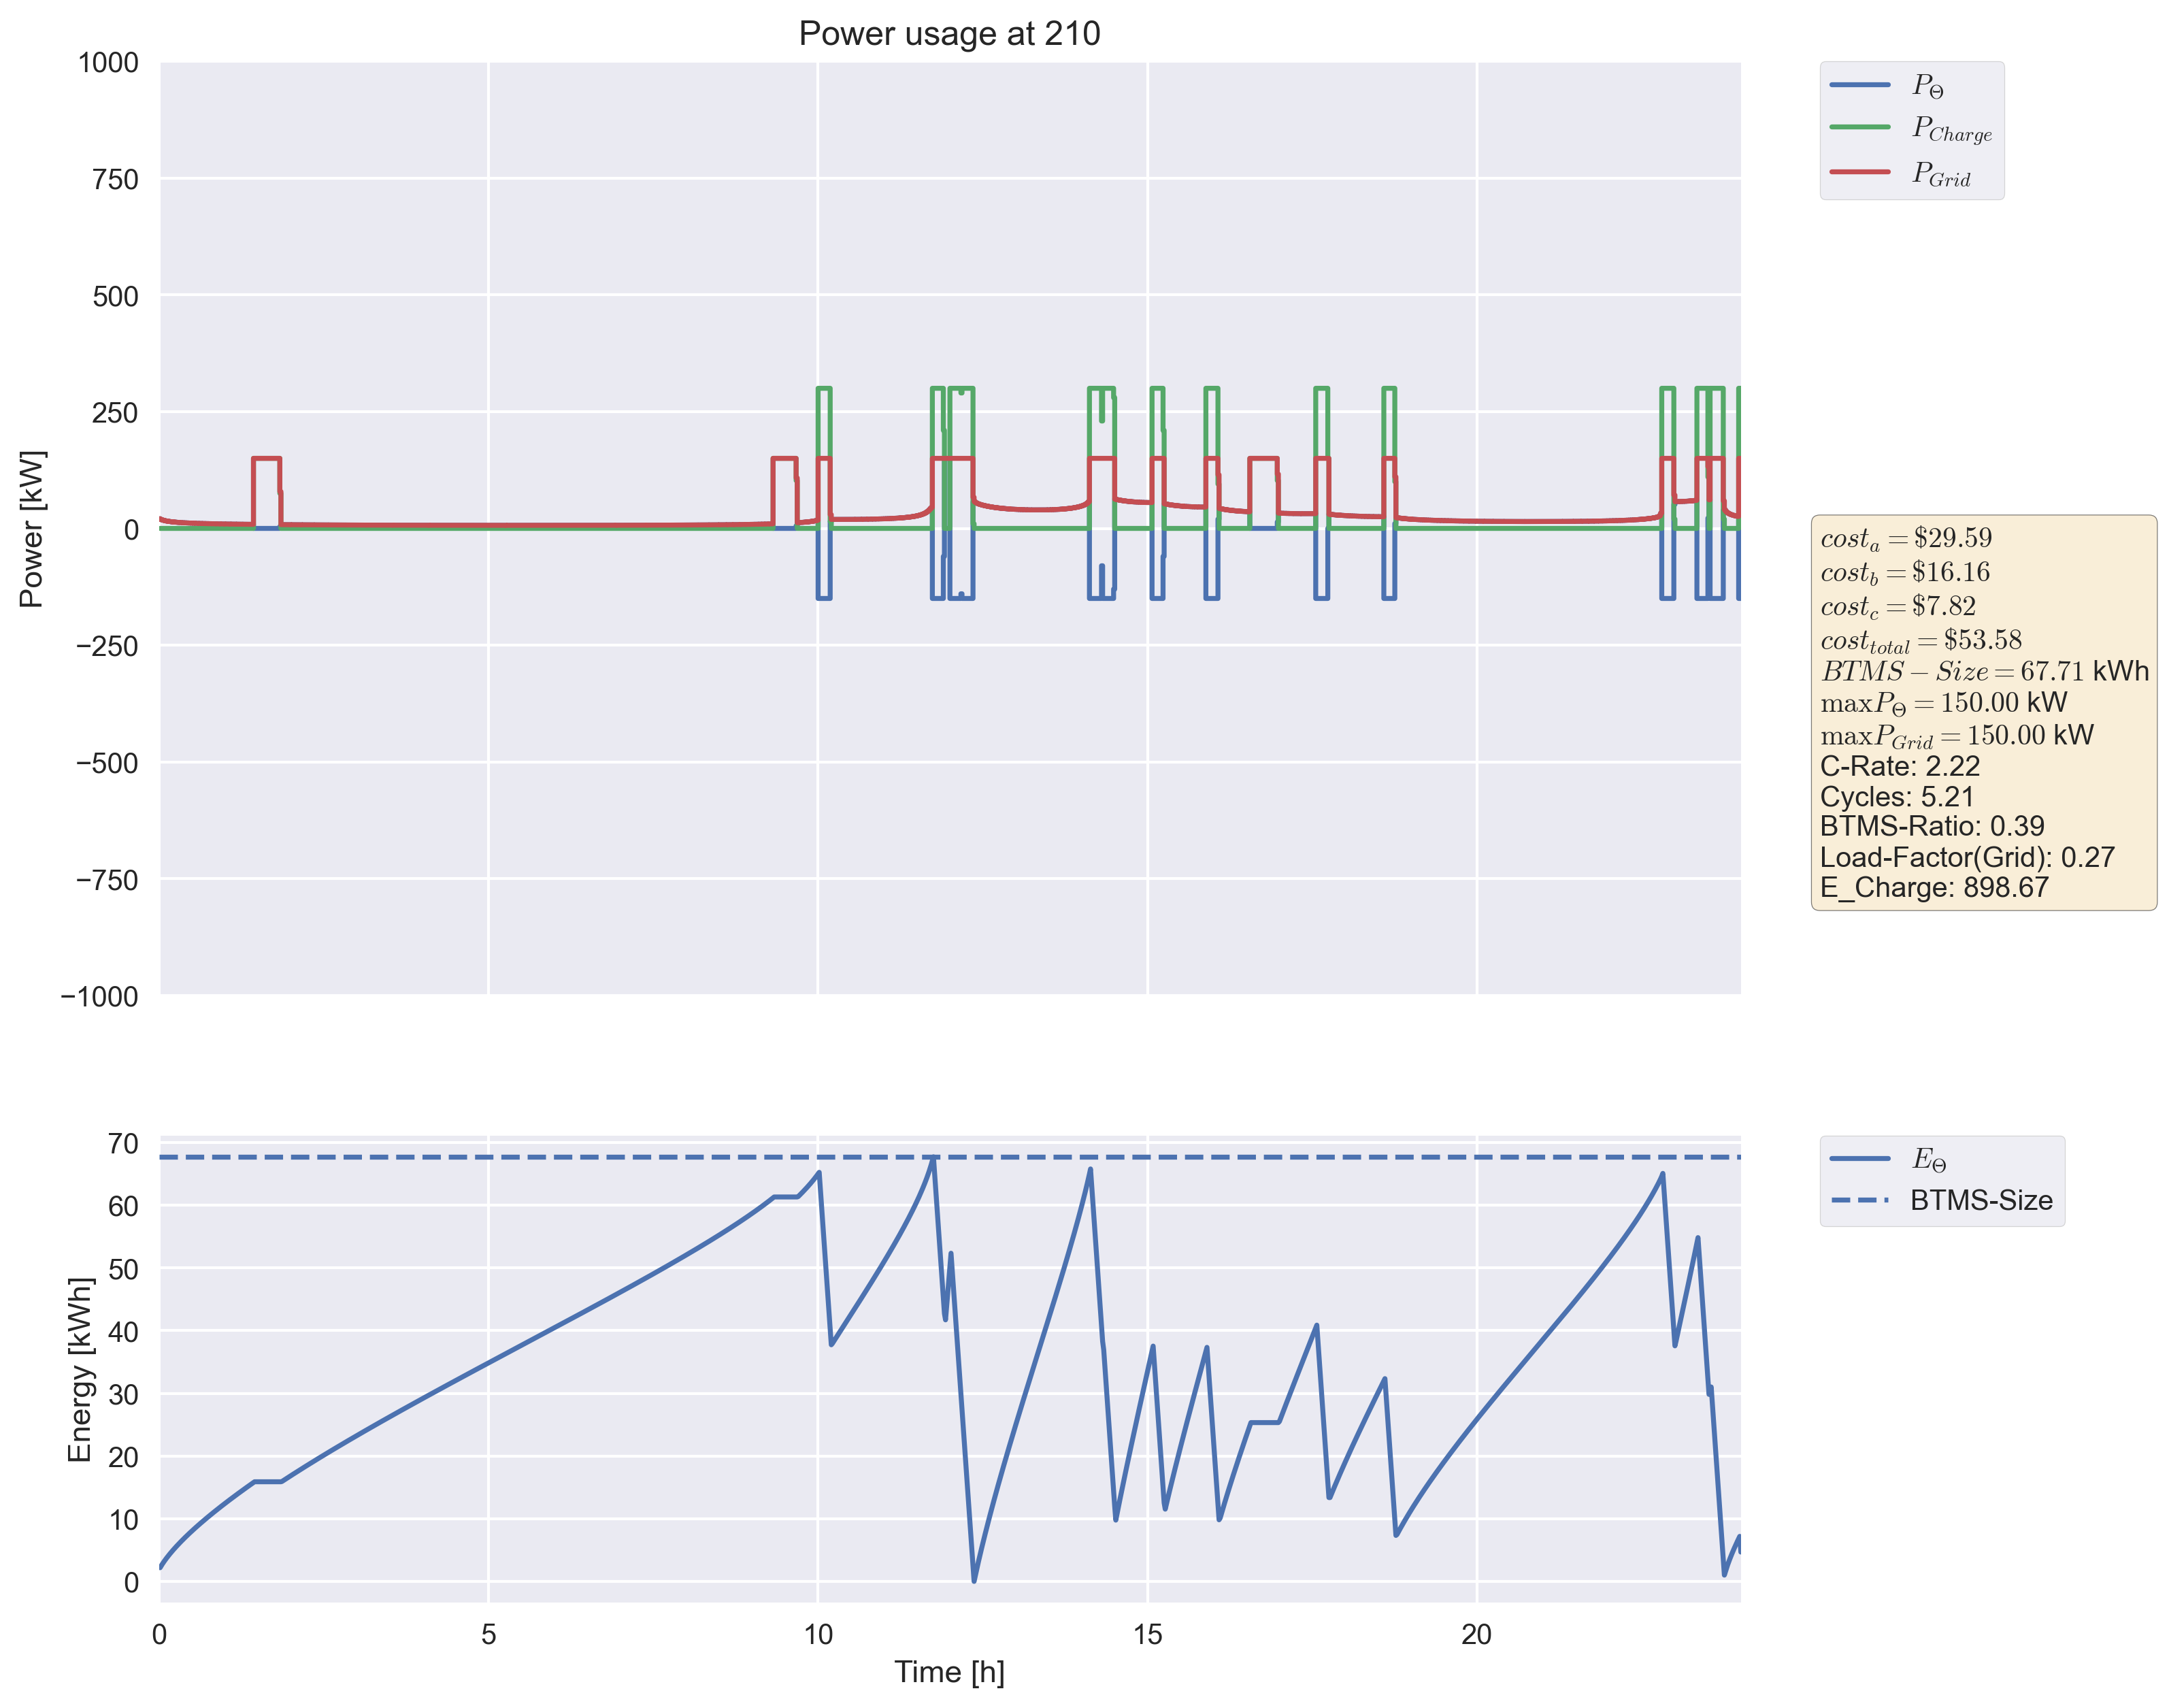 Power usage at 210
1000
750
500
250
0
−250
−500
−750
−1000
Power [kW]
P_Θ
P_Charge
P_Grid
cost_a = $29.59
cost_b = $16.16
cost_c = $7.82
cost_total = $53.58
BTMS − Size = 67.71 kWh
maxP_Θ = 150.00 kW
maxP_Grid = 150.00 kW
C-Rate: 2.22
Cycles: 5.21
BTMS-Ratio: 0.39
Load-Factor(Grid): 0.27
E_Charge: 898.67
70
60
50
40
30
20
10
0
Energy [kWh]
E_Θ
BTMS-Size
0 5 10 15 20
Time [h]